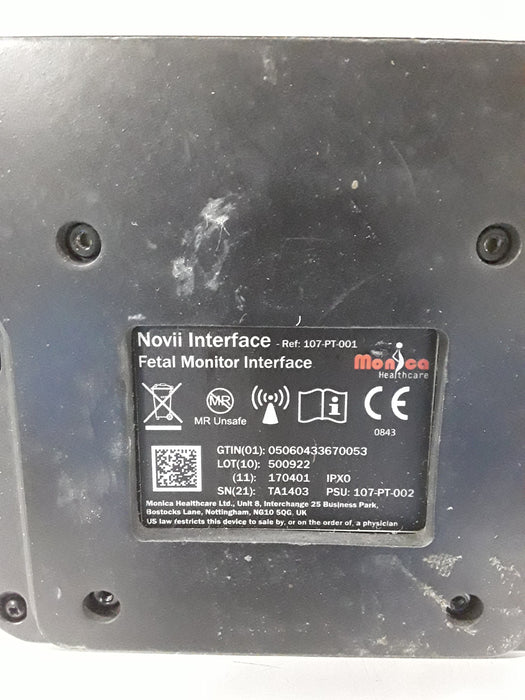 Novii Interface - Ref: 107-PT-001
Fetal Monitor Interface
Monica
Healthcare
MR
MR Unsafe
CE
0843
GTIN(01): 05060433670053
LOT(10): 500922
(11): 170401 IPX0
SN(21): TA1403 PSU: 107-PT-002
Monica Healthcare Ltd., Unit 8, Interchange 25 Business Park,
Bostocks Lane, Nottingham, NG10 5QG, UK
US law restricts this device to sale by, or on the order of, a physician